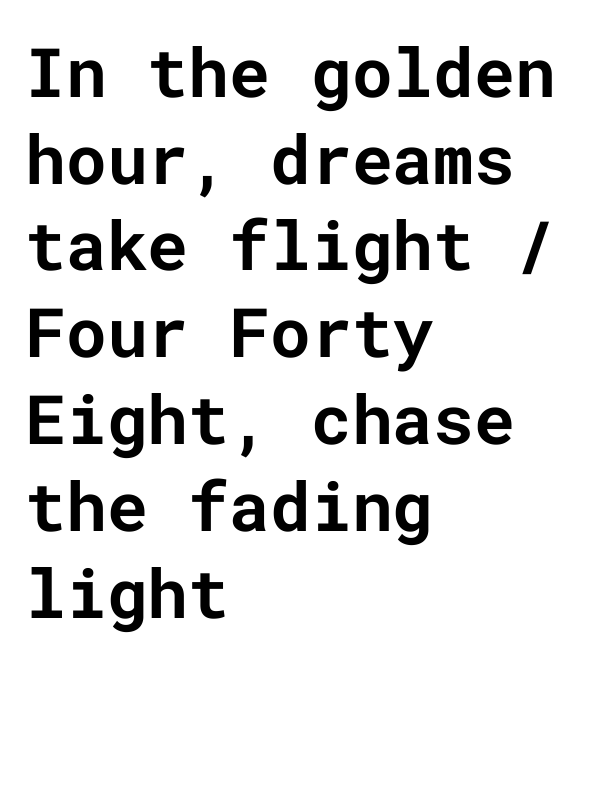 In the golden
hour, dreams
take flight /
Four Forty
Eight, chase
the fading
light